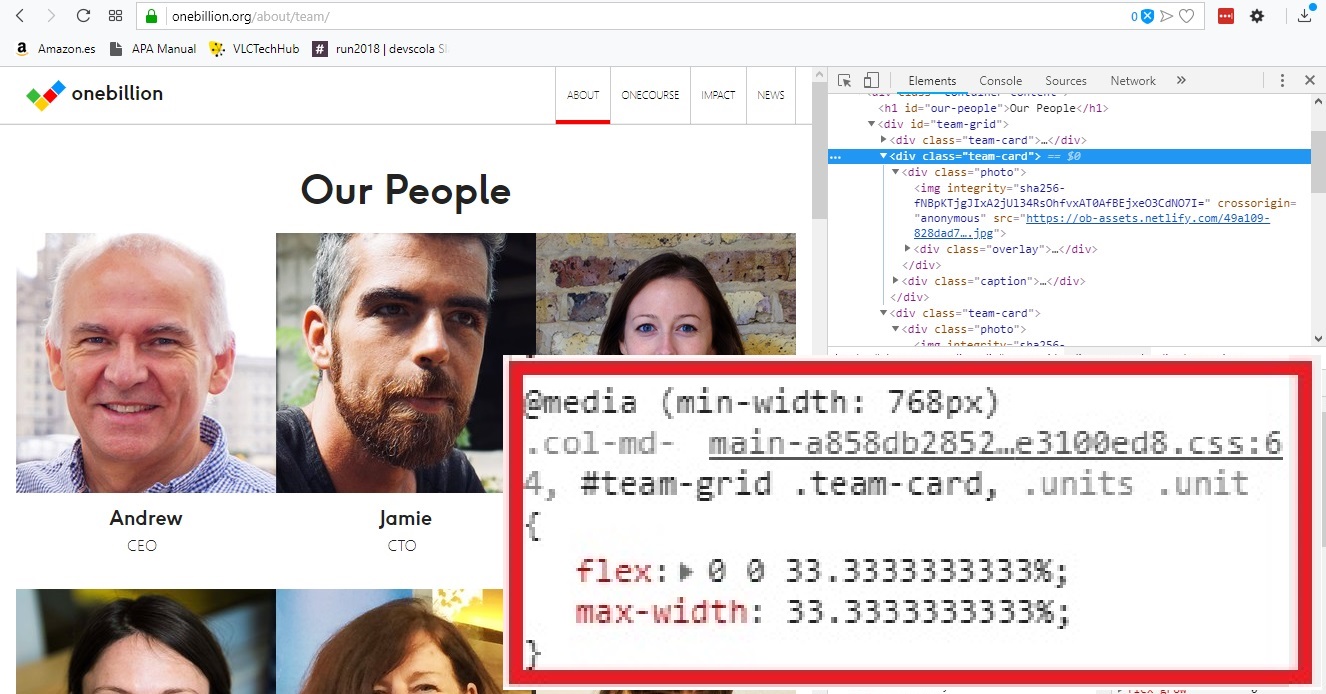 onebillion.org/about/team/
0
Amazon.es
APA Manual
VLCTechHub
run2018 | devscola
onebillion
ABOUT
ONECOURSE
IMPACT
NEWS
Our People
Andrew
CEO
Jamie
CTO
Elements
Console
Sources
Network
<h1 id="our-people">Our People</h1>
<div id="team-grid">
<div class="team-card">…</div>
<div class="team-card"> == $0
<div class="photo">
<img integrity="sha256-
fNBpKTjgJIxA2jUl34RsOhfvxAT0AfBEjxeO3CdNO7I=" crossorigin=
"anonymous" src="https://ob-assets.netlify.com/49a109-
828dad7….jpg">
<div class="overlay">…</div>
</div>
<div class="caption">…</div>
</div>
<div class="team-card">
<div class="photo">
<img integrity="sha256-
@media (min-width: 768px)
.col-md- main-a858db2852…e3100ed8.css:6
4, #team-grid .team-card, .units .unit
{
flex: 0 0 33.3333333333%;
max-width: 33.3333333333%;
}